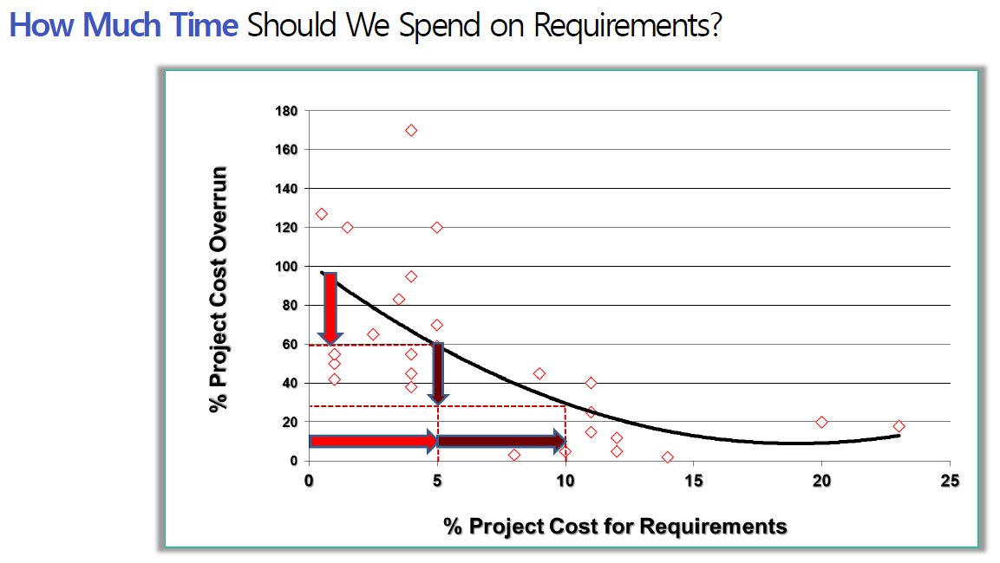 How Much Time Should We Spend on Requirements?
% Project Cost Overrun
180
160
140
120
100
80
60
40
20
0
0 5 10 15 20 25
% Project Cost for Requirements